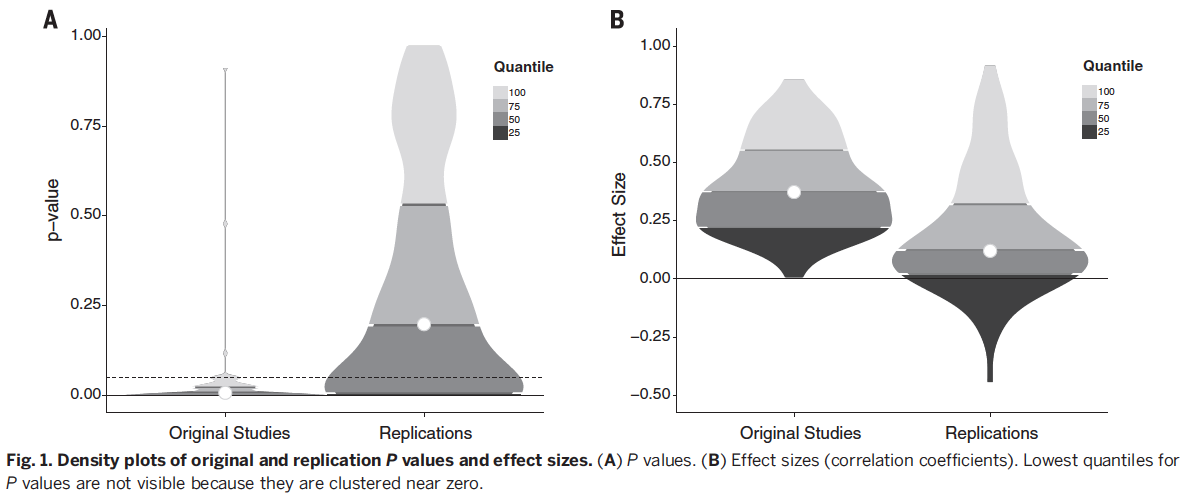 A
1.00
0.75
0.50
0.25
0.00
p–value
Original Studies
Replications
Quantile
100
75
50
25
B
1.00
0.75
0.50
0.25
0.00
−0.25
−0.50
Effect Size
Original Studies
Replications
Quantile
100
75
50
25
Fig. 1. Density plots of original and replication P values and effect sizes. (A) P values. (B) Effect sizes (correlation coefficients). Lowest quantiles for
P values are not visible because they are clustered near zero.